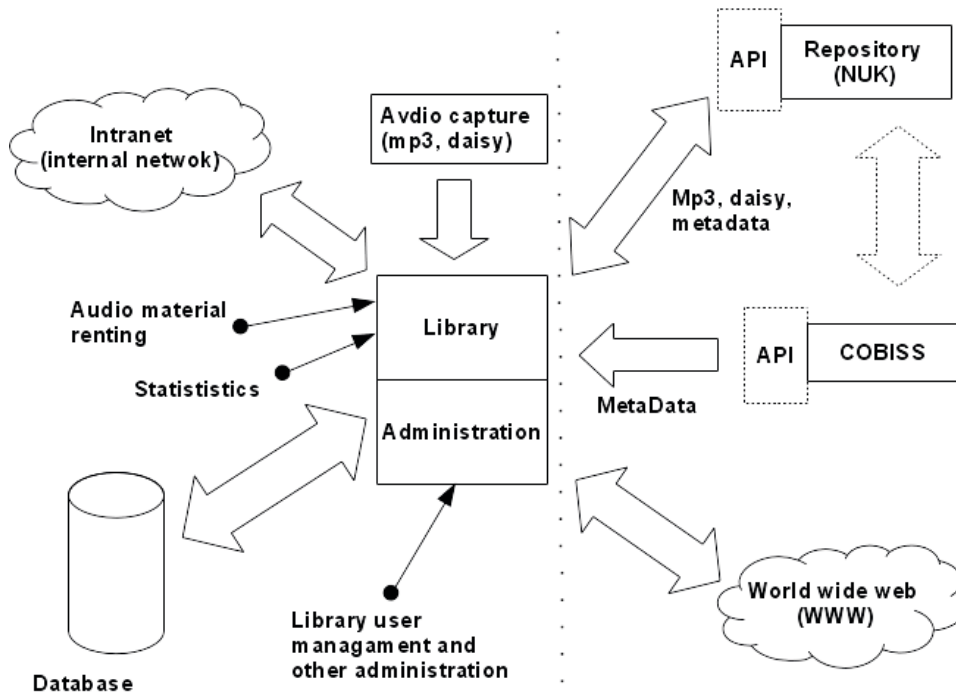 Intranet
(internal netwok)
Avdio capture
(mp3, daisy)
API
Repository
(NUK)
Mp3, daisy,
metadata
Audio material
renting
Library
Statististics
Administration
API
COBISS
MetaData
Library user
managament and
other administration
World wide web
(WWW)
Database